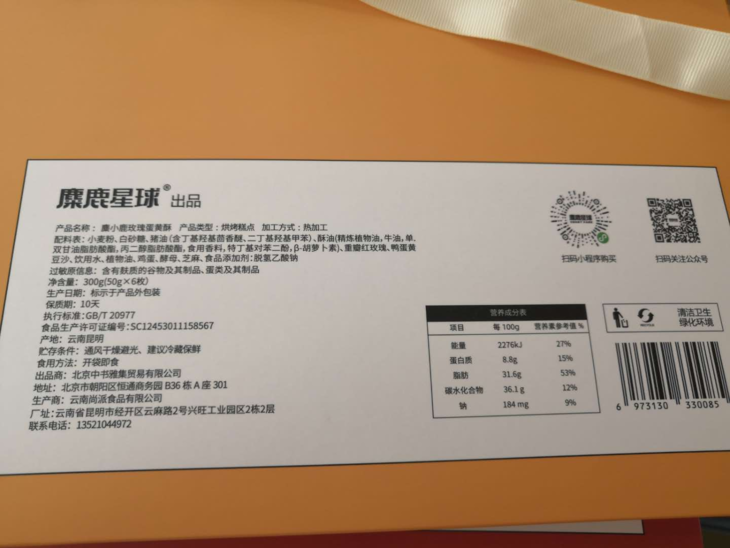 麋鹿星球® 出品
产品名称：麋小鹿玫瑰蛋黄酥 产品类型：烘烤糕点 加工方式：热加工
配料表：小麦粉,白砂糖,猪油(含丁基羟基茴香醚,二丁基羟基甲苯),酥油(精炼植物油,牛油,单.
双甘油脂肪酸酯,丙二醇脂肪酸酯,食用香料,特丁基对苯二酚,β-胡萝卜素),重瓣红玫瑰,鸭蛋黄
豆沙、饮用水、植物油、鸡蛋、酵母、芝麻、食品添加剂:脱氢乙酸钠
过敏原信息：含有麸质的谷物及其制品、蛋类及其制品
净含量：300g(50g×6枚)
生产日期：标示于产品外包装
保质期：10天
执行标准:GB/T 20977
食品生产许可证编号:SC12453011158567
产地：云南昆明
贮存条件：通风干燥避光、建议冷藏保鲜
食用方法：开袋即食
出品商：北京中书雅集贸易有限公司
地址：北京市朝阳区恒通商务园 B36 栋 A 座 301
生产商：云南尚派食品有限公司
厂址:云南省昆明市经开区云麻路2号兴旺工业园区2栋2层
联系电话：13521044972
扫码小程序购买 扫码关注公众号
营养成分表
项目 每 100g 营养素参考值 %
能量 2276kJ 27%
蛋白质 8.8g 15%
脂肪 31.6g 53%
碳水化合物 36.1 g 12%
钠 184 mg 9%
清洁卫生
绿化环境
6 973130 330085